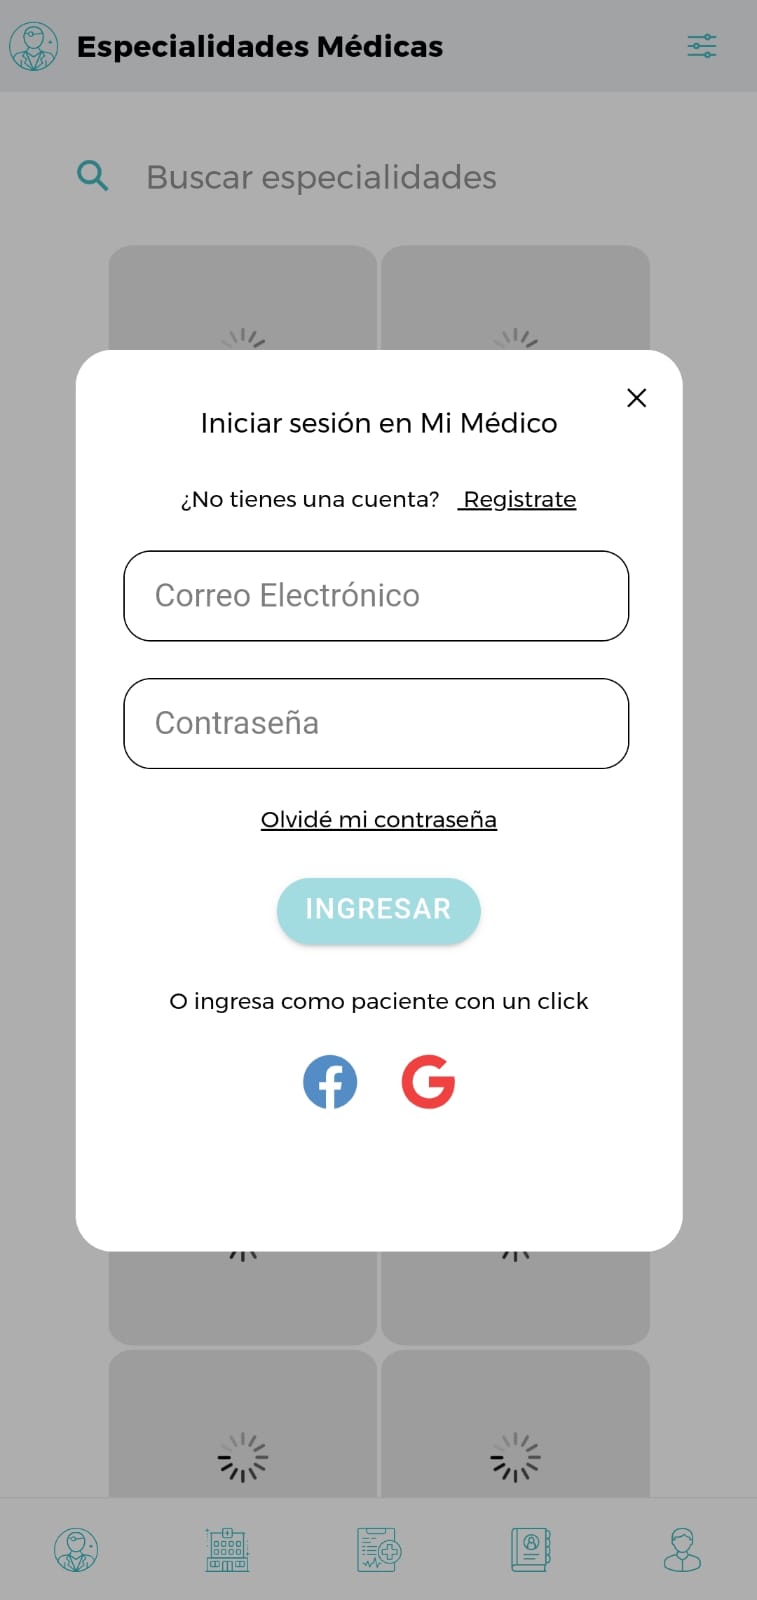 Especialidades Médicas
Buscar especialidades
Iniciar sesión en Mi Médico
¿No tienes una cuenta? Registrate
Correo Electrónico
Contraseña
Olvidé mi contraseña
INGRESAR
O ingresa como paciente con un click